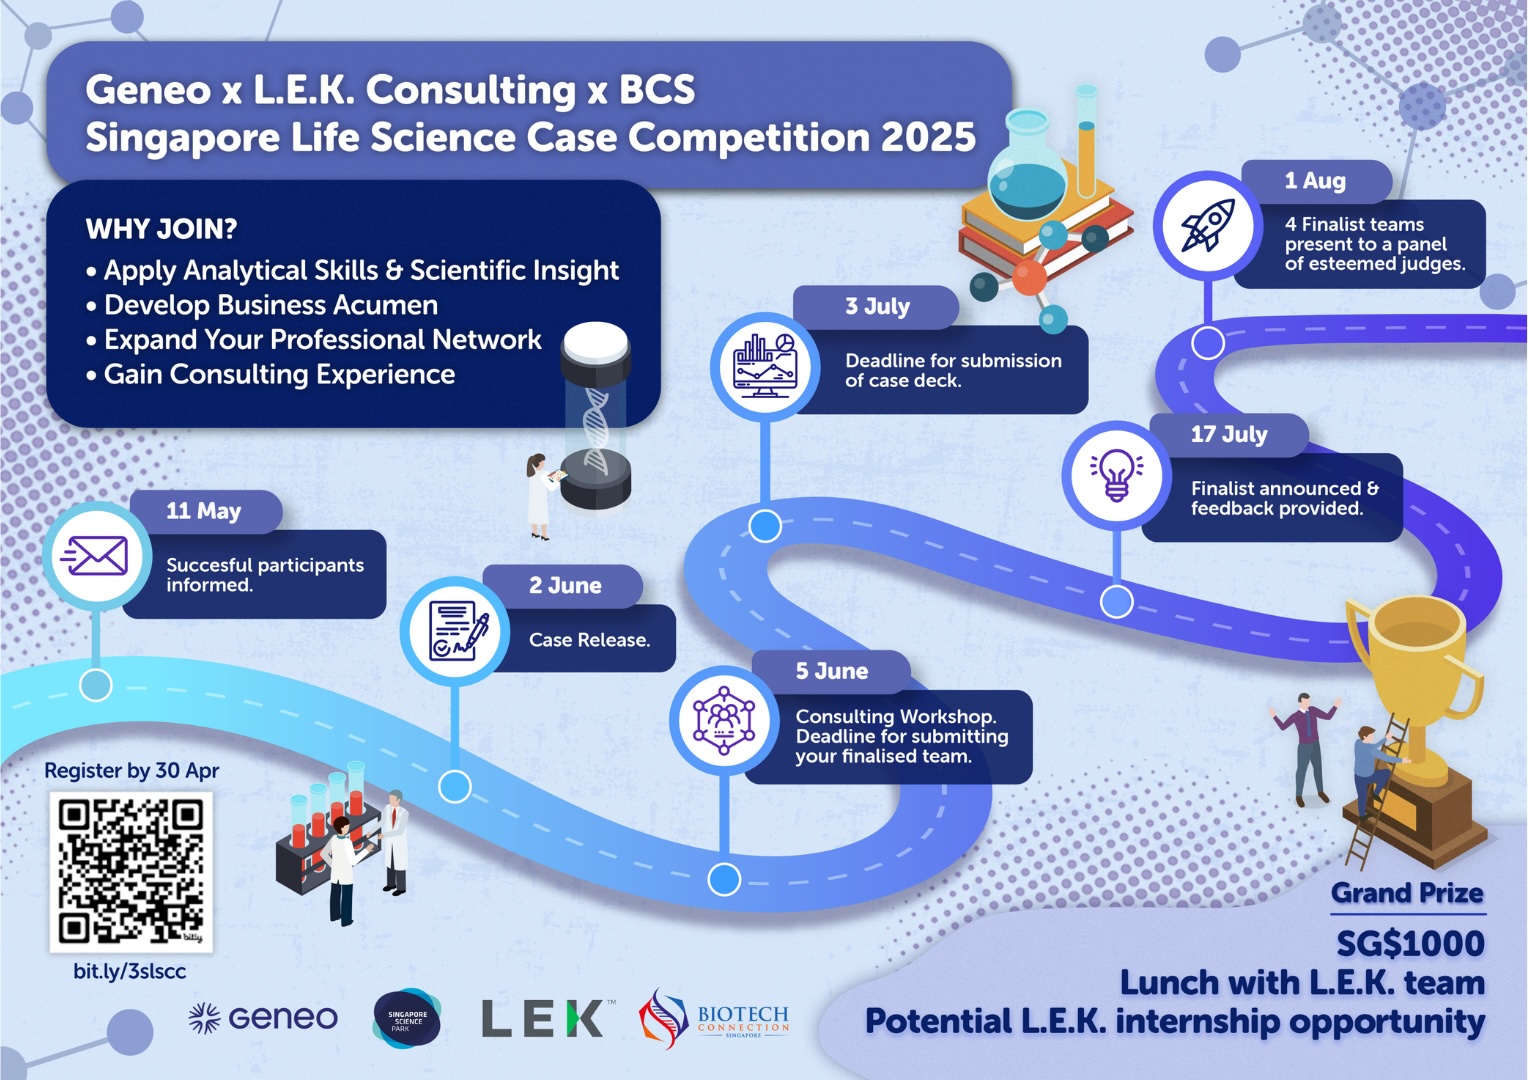 Geneo x L.E.K. Consulting x BCS
Singapore Life Science Case Competition 2025
WHY JOIN?
• Apply Analytical Skills & Scientific Insight
• Develop Business Acumen
• Expand Your Professional Network
• Gain Consulting Experience
11 May
Succesful participants
informed.
2 June
Case Release.
5 June
Consulting Workshop.
Deadline for submitting
your finalised team.
3 July
Deadline for submission
of case deck.
17 July
Finalist announced &
feedback provided.
1 Aug
4 Finalist teams
present to a panel
of esteemed judges.
Register by 30 Apr
bitly
bit.ly/3slscc
GENEO
SINGAPORE
SCIENCE
PARK
LEK™
BIOTECH
CONNECTION
SINGAPORE
Grand Prize
SG$1000
Lunch with L.E.K. team
Potential L.E.K. internship opportunity